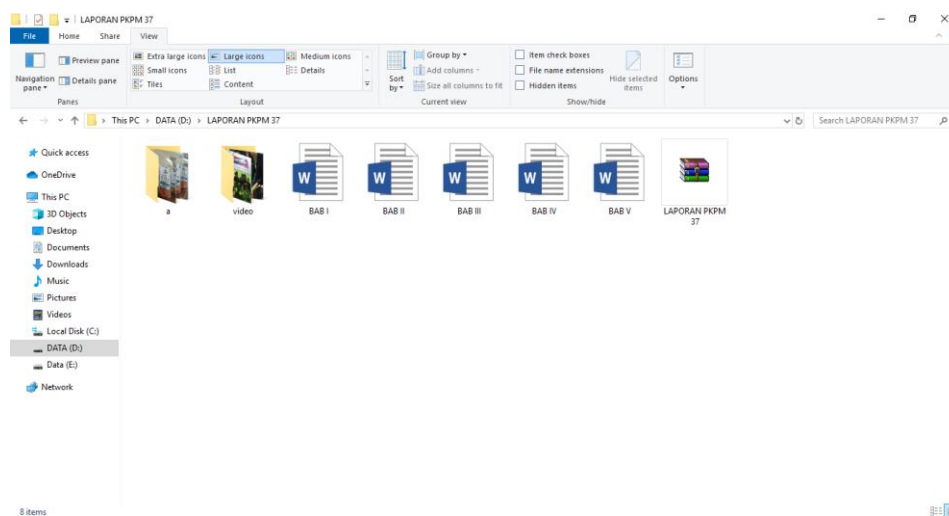 LAPORAN PKPM 37
File Home Share View
Navigation pane
Preview pane
Details pane
Panes
Extra large icons Large icons Medium icons
Small icons List Details
Tiles Content
Layout
Sort by
Group by
Add columns
Size all columns to fit
Current view
Item check boxes
File name extensions
Hidden items
Hide selected items
Show/hide
Options
This PC > DATA (D:) > LAPORAN PKPM 37
Search LAPORAN PKPM 37
Quick access
OneDrive
This PC
3D Objects
Desktop
Documents
Downloads
Music
Pictures
Videos
Local Disk (C:)
DATA (D:)
Data (E:)
Network
a
video
BAB I
BAB II
BAB III
BAB IV
BAB V
LAPORAN PKPM
37
W
W
W
W
W
8 items